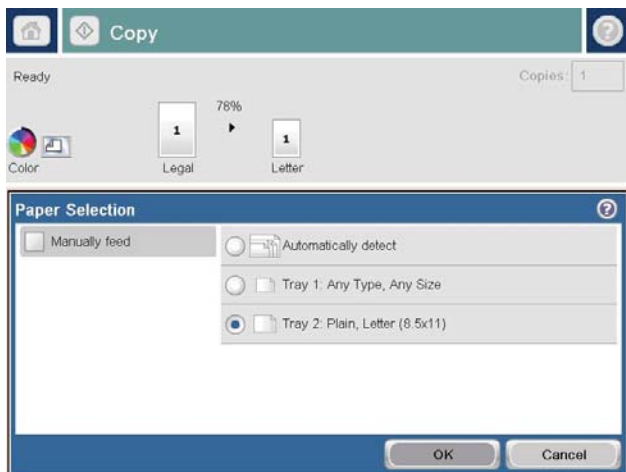 Copy
?
Ready
Copies: 1
78%
1
1
Color
Legal
Letter
Paper Selection
?
Manually feed
Automatically detect
Tray 1: Any Type, Any Size
Tray 2: Plain, Letter (8.5x11)
OK
Cancel